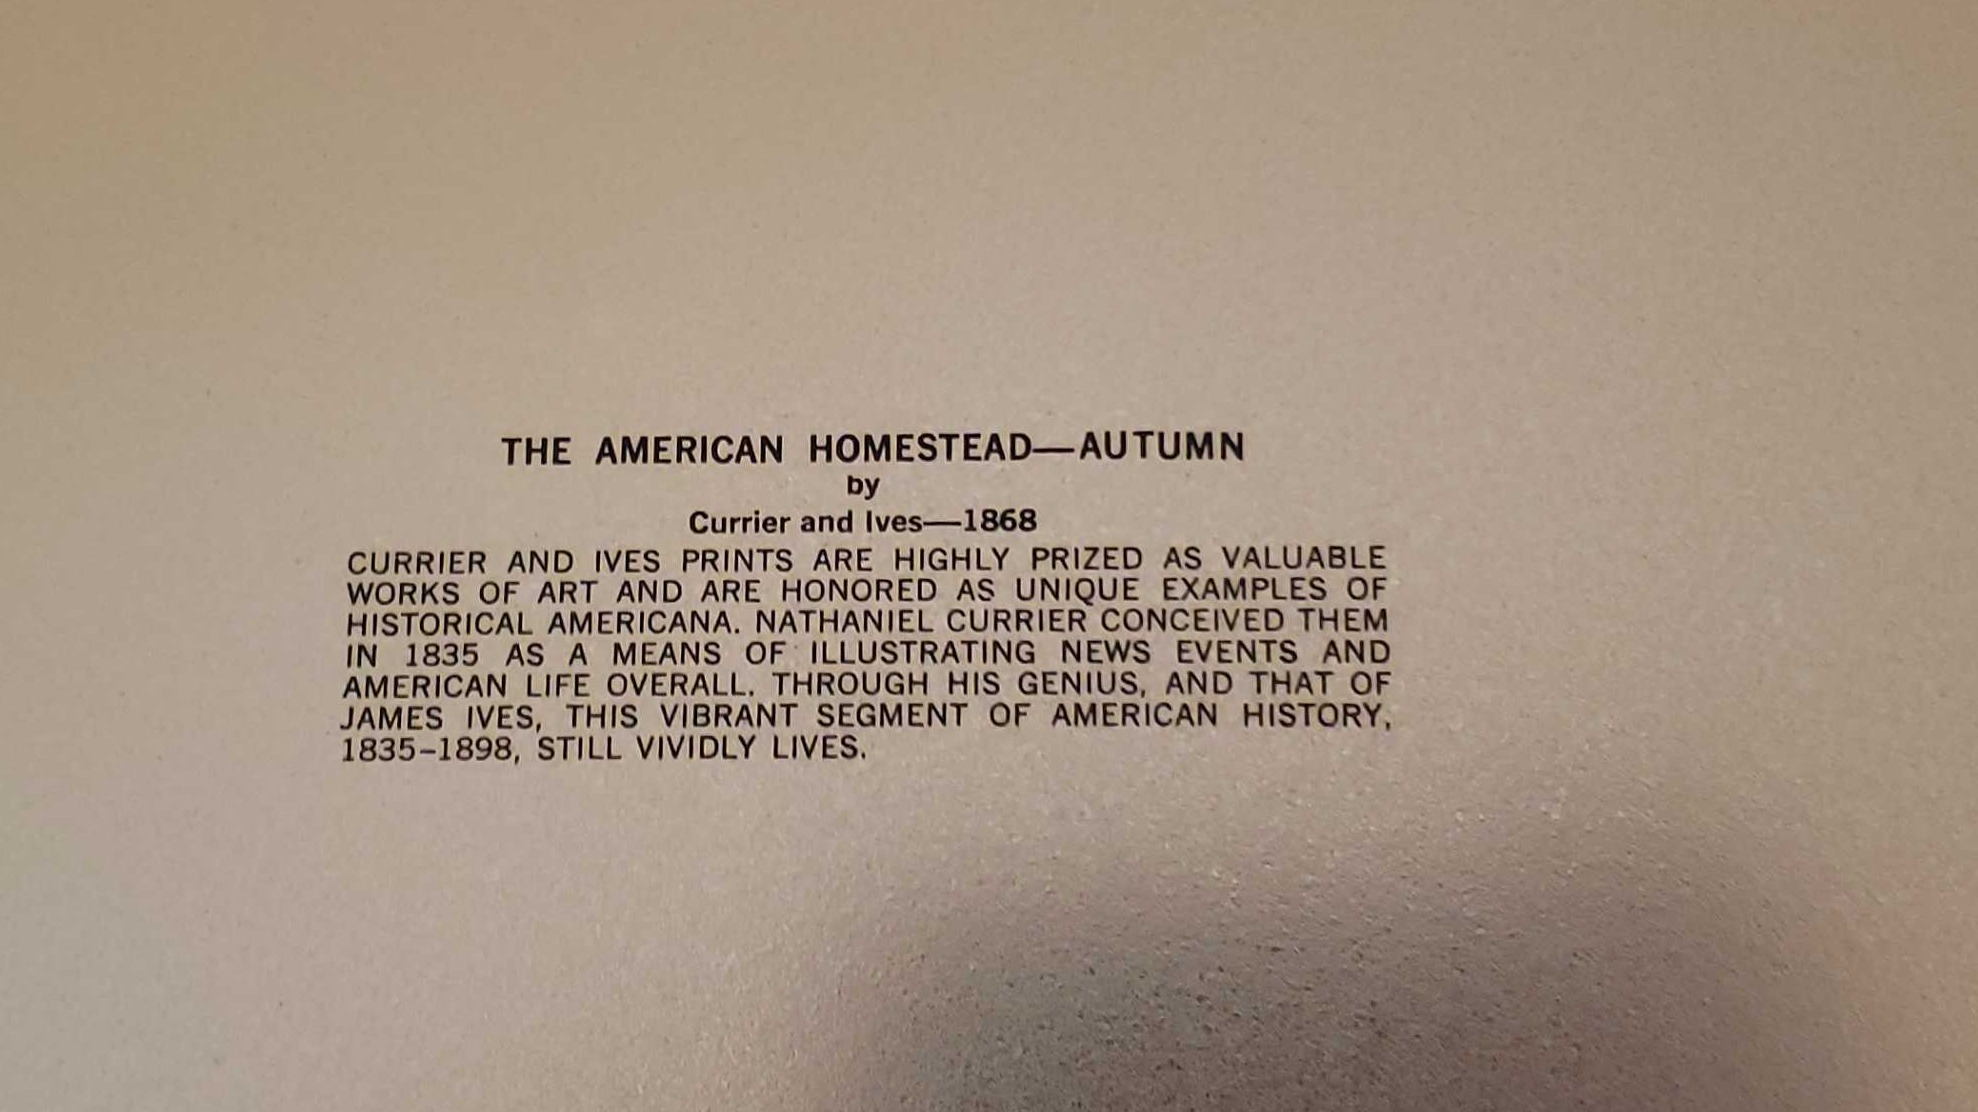 THE AMERICAN HOMESTEAD—AUTUMN
by
Currier and Ives—1868
CURRIER AND IVES PRINTS ARE HIGHLY PRIZED AS VALUABLE
WORKS OF ART AND ARE HONORED AS UNIQUE EXAMPLES OF
HISTORICAL AMERICANA. NATHANIEL CURRIER CONCEIVED THEM
IN 1835 AS A MEANS OF ILLUSTRATING NEWS EVENTS AND
AMERICAN LIFE OVERALL. THROUGH HIS GENIUS, AND THAT OF
JAMES IVES, THIS VIBRANT SEGMENT OF AMERICAN HISTORY,
1835–1898, STILL VIVIDLY LIVES.